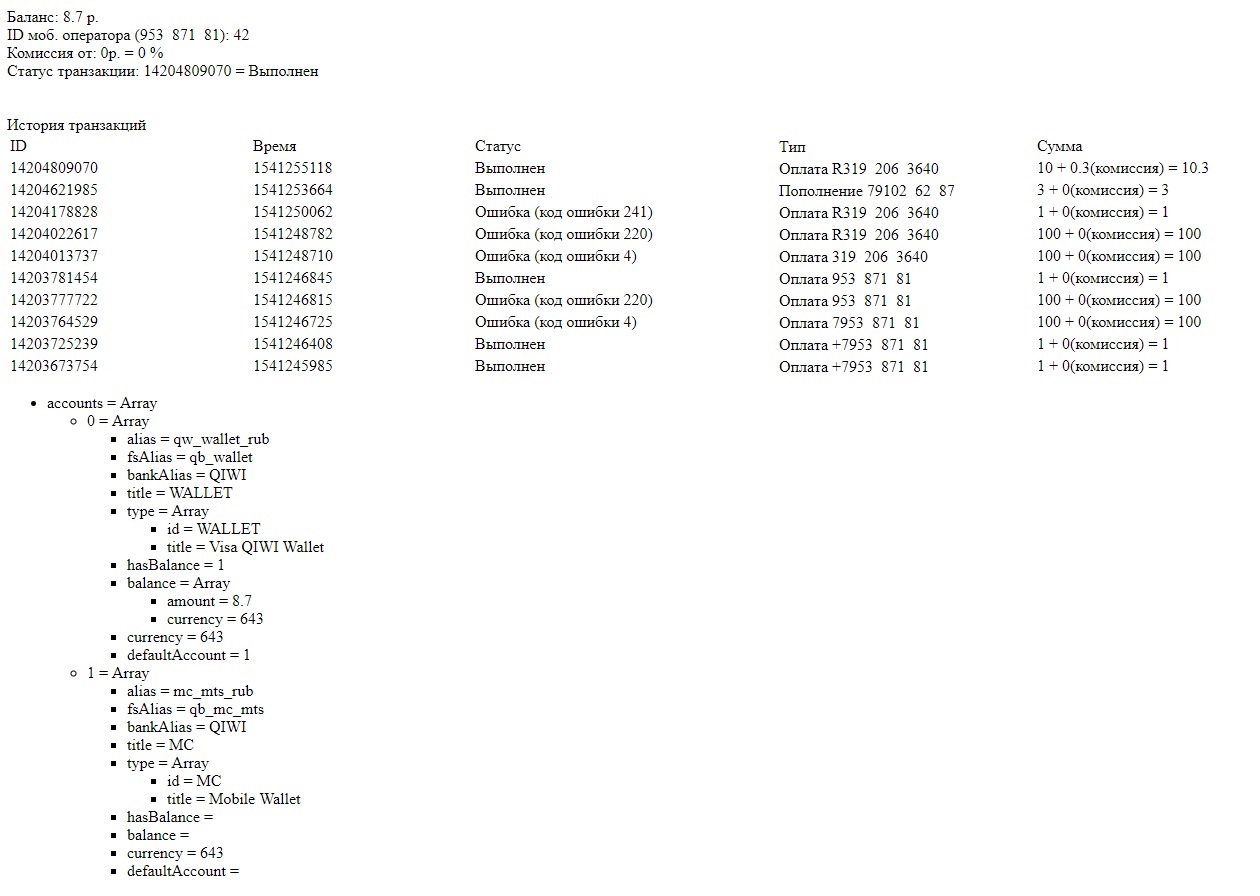 Баланс: 8.7 р.
ID моб. оператора (953 871 81): 42
Комиссия от: 0р. = 0 %
Статус транзакции: 14204809070 = Выполнен
История транзакций
ID Время Статус Тип Сумма
14204809070 1541255118 Выполнен Оплата R319 206 3640 10 + 0.3(комиссия) = 10.3
14204621985 1541253664 Выполнен Пополнение 79102 62 87 3 + 0(комиссия) = 3
14204178828 1541250062 Ошибка (код ошибки 241) Оплата R319 206 3640 1 + 0(комиссия) = 1
14204022617 1541248782 Ошибка (код ошибки 220) Оплата R319 206 3640 100 + 0(комиссия) = 100
14204013737 1541248710 Ошибка (код ошибки 4) Оплата 319 206 3640 100 + 0(комиссия) = 100
14203781454 1541246845 Выполнен Оплата 953 871 81 1 + 0(комиссия) = 1
14203777722 1541246815 Ошибка (код ошибки 220) Оплата 953 871 81 100 + 0(комиссия) = 100
14203764529 1541246725 Ошибка (код ошибки 4) Оплата 7953 871 81 100 + 0(комиссия) = 100
14203725239 1541246408 Выполнен Оплата +7953 871 81 1 + 0(комиссия) = 1
14203673754 1541245985 Выполнен Оплата +7953 871 81 1 + 0(комиссия) = 1
accounts = Array
0 = Array
alias = qw_wallet_rub
fsAlias = qb_wallet
bankAlias = QIWI
title = WALLET
type = Array
id = WALLET
title = Visa QIWI Wallet
hasBalance = 1
balance = Array
amount = 8.7
currency = 643
currency = 643
defaultAccount = 1
1 = Array
alias = mc_mts_rub
fsAlias = qb_mc_mts
bankAlias = QIWI
title = MC
type = Array
id = MC
title = Mobile Wallet
hasBalance =
balance =
currency = 643
defaultAccount =